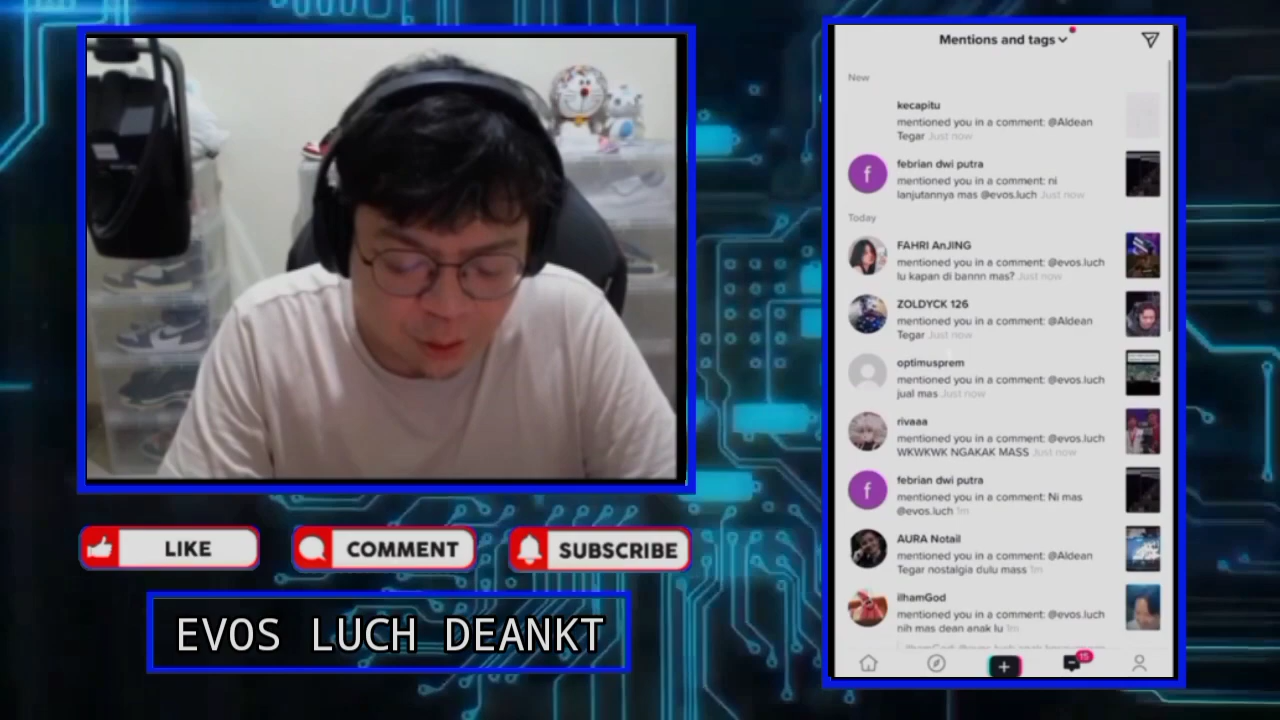 Mentions and tags
New
kecapitu
mentioned you in a comment: @Aldean
Tegar Just now
f
febrian dwi putra
mentioned you in a comment: ni
lanjutannya mas @evos.luch Just now
Today
FAHRI AnJING
mentioned you in a comment: @evos.luch
lu kapan di bannn mas? Just now
ZOLDYCK 126
mentioned you in a comment: @Aldean
Tegar Just now
optimusprem
mentioned you in a comment: @evos.luch
jual mas Just now
rivaaa
mentioned you in a comment: @evos.luch
WKWKWK NGAKAK MASS Just now
f
febrian dwi putra
mentioned you in a comment: Ni mas
@evos.luch 1m
AURA Notail
mentioned you in a comment: @Aldean
Tegar nostalgia dulu mass 1m
ilhamGod
mentioned you in a comment: @evos.luch
nih mas dean anak lu 1m
15
LIKE
COMMENT
SUBSCRIBE
EVOS LUCH DEANKT